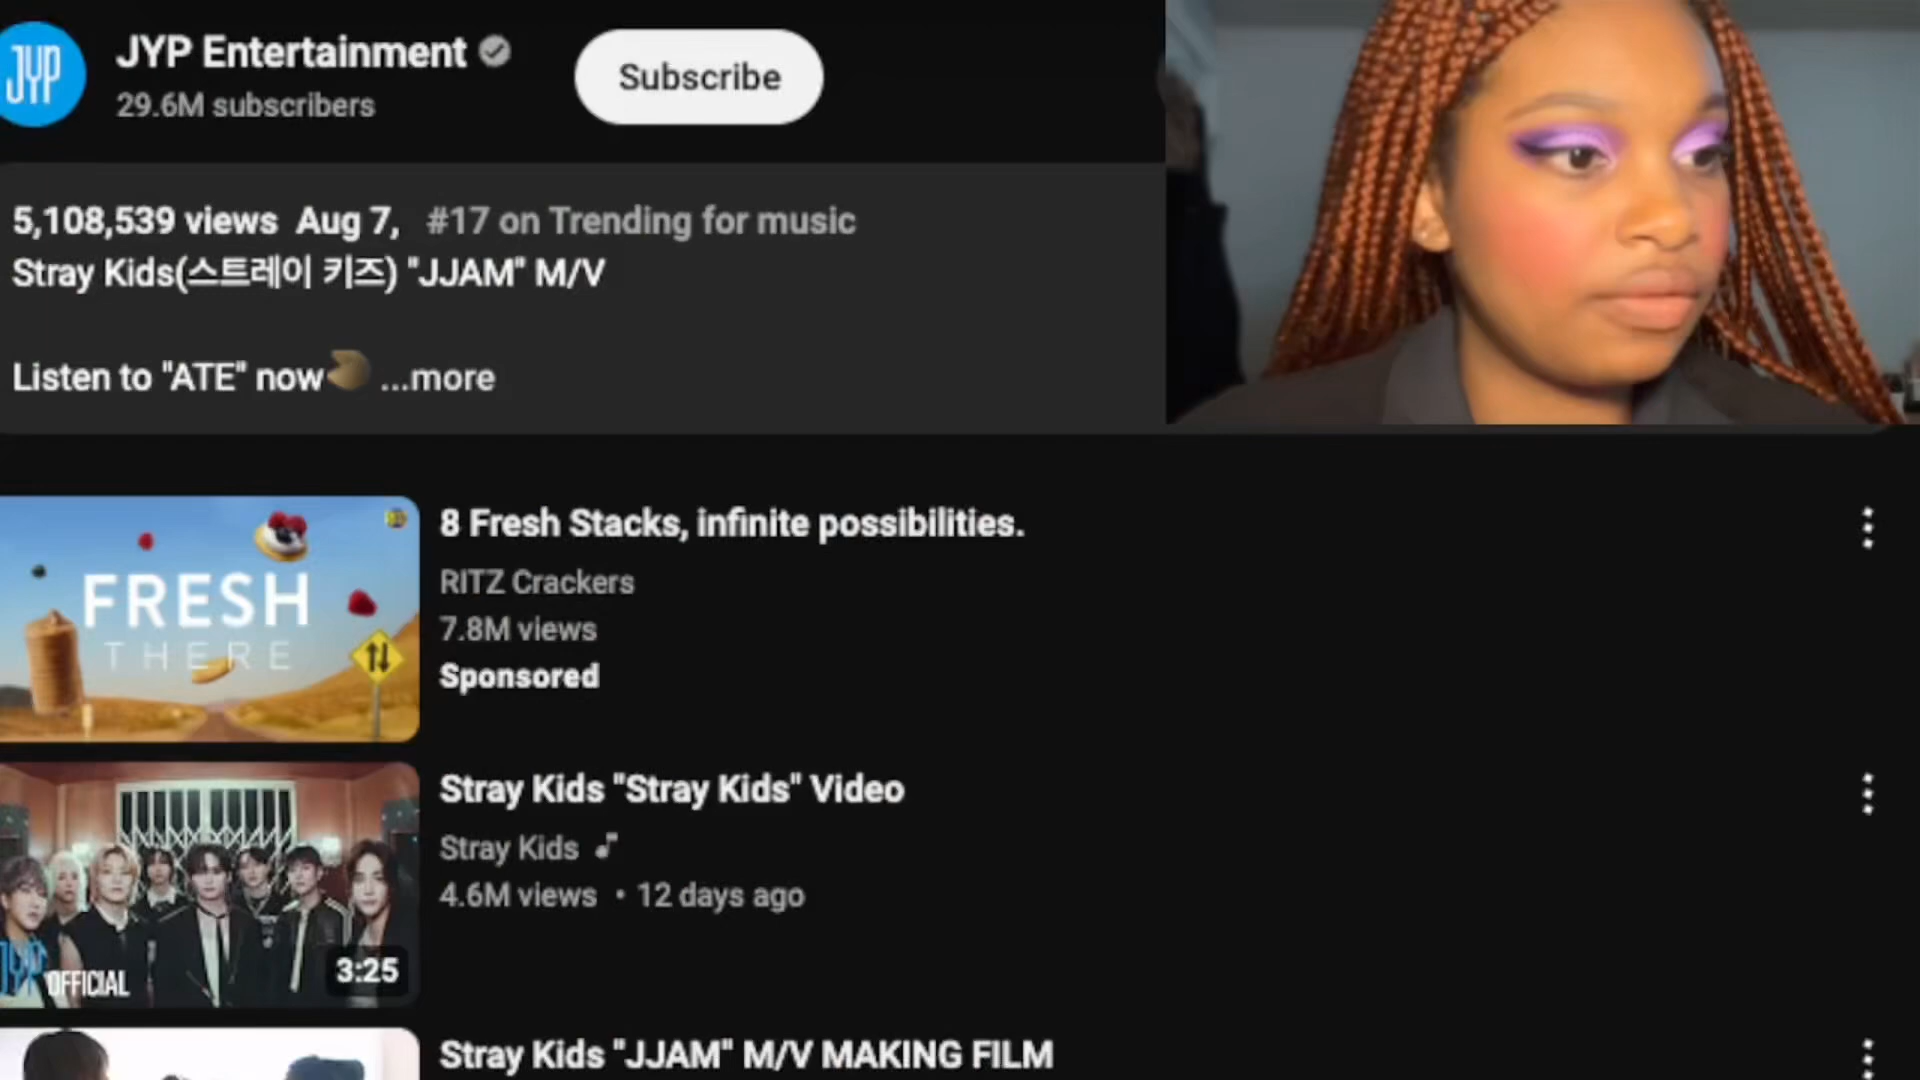 JYP
JYP Entertainment
29.6M subscribers
Subscribe
5,108,539 views Aug 7, #17 on Trending for music
Stray Kids(스트레이 키즈) "JJAM" M/V
Listen to "ATE" now ...more
FRESH
THERE
8 Fresh Stacks, infinite possibilities.
RITZ Crackers
7.8M views
Sponsored
JYP OFFICIAL
3:25
Stray Kids "Stray Kids" Video
Stray Kids
4.6M views • 12 days ago
Stray Kids "JJAM" M/V MAKING FILM